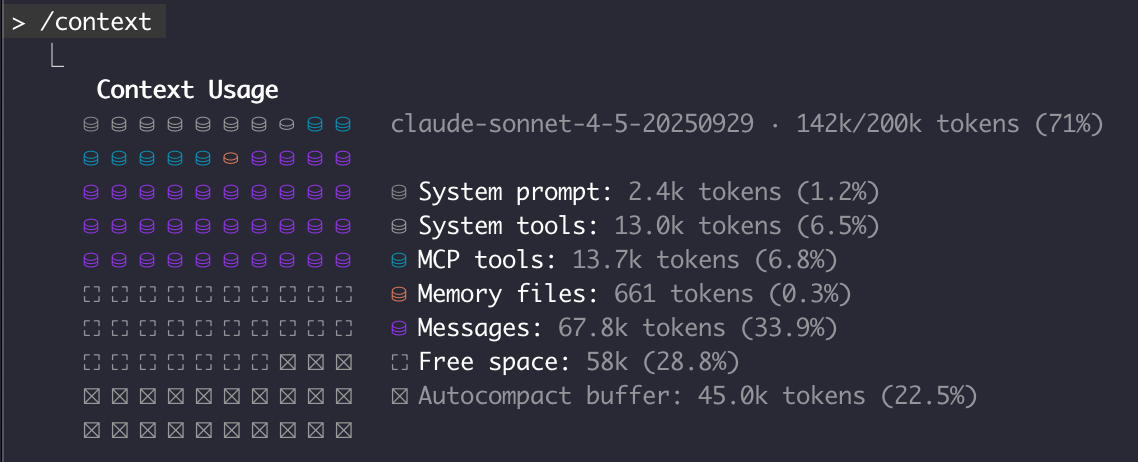 > /context
Context Usage
claude-sonnet-4-5-20250929 · 142k/200k tokens (71%)
System prompt: 2.4k tokens (1.2%)
System tools: 13.0k tokens (6.5%)
MCP tools: 13.7k tokens (6.8%)
Memory files: 661 tokens (0.3%)
Messages: 67.8k tokens (33.9%)
Free space: 58k (28.8%)
Autocompact buffer: 45.0k tokens (22.5%)